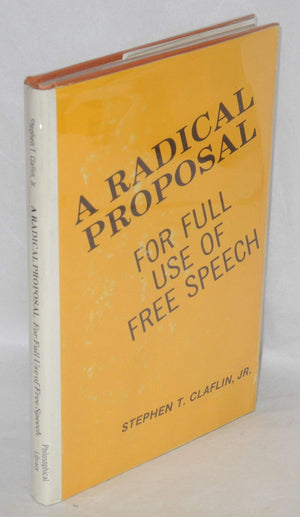 A RADICAL
PROPOSAL
FOR FULL
USE OF
FREE SPEECH
STEPHEN T. CLAFLIN, JR.
Stephen T. Claflin, Jr.
A RADICAL PROPOSAL For Full Use of Free Speech
Philosophical
Library